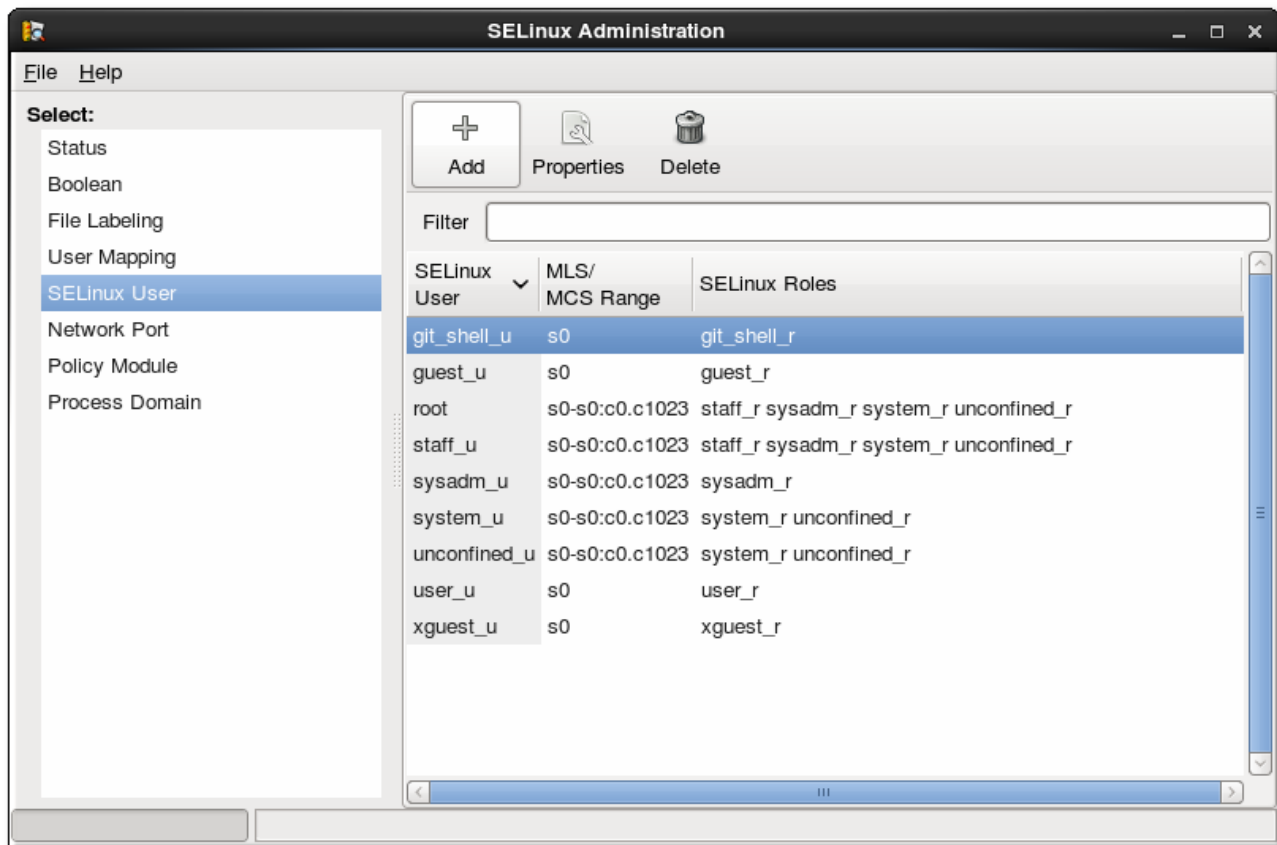 SELinux Administration
File Help
Select:
Status
Boolean
File Labeling
User Mapping
SELinux User
Network Port
Policy Module
Process Domain
Add Properties Delete
Filter
SELinux User MLS/ MCS Range SELinux Roles
git_shell_u s0 git_shell_r
guest_u s0 guest_r
root s0-s0:c0.c1023 staff_r sysadm_r system_r unconfined_r
staff_u s0-s0:c0.c1023 staff_r sysadm_r system_r unconfined_r
sysadm_u s0-s0:c0.c1023 sysadm_r
system_u s0-s0:c0.c1023 system_r unconfined_r
unconfined_u s0-s0:c0.c1023 system_r unconfined_r
user_u s0 user_r
xguest_u s0 xguest_r